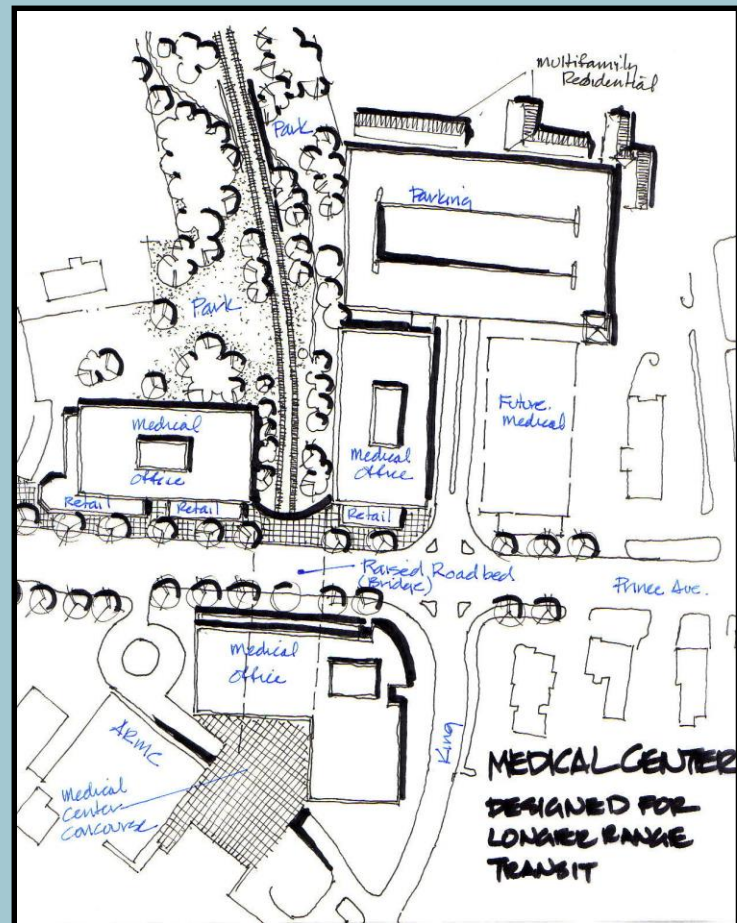 Multifamily
Residential
Park
Parking
Park
Medical
Office
Medical
Office
Future
Medical
Retail
Retail
Retail
Raised Roadbed
(Bridge)
Prince Ave.
Medical
Office
ARMC
King
Medical
Center
Concourse
MEDICAL CENTER
DESIGNED FOR
LONGER RANGE
TRANSIT